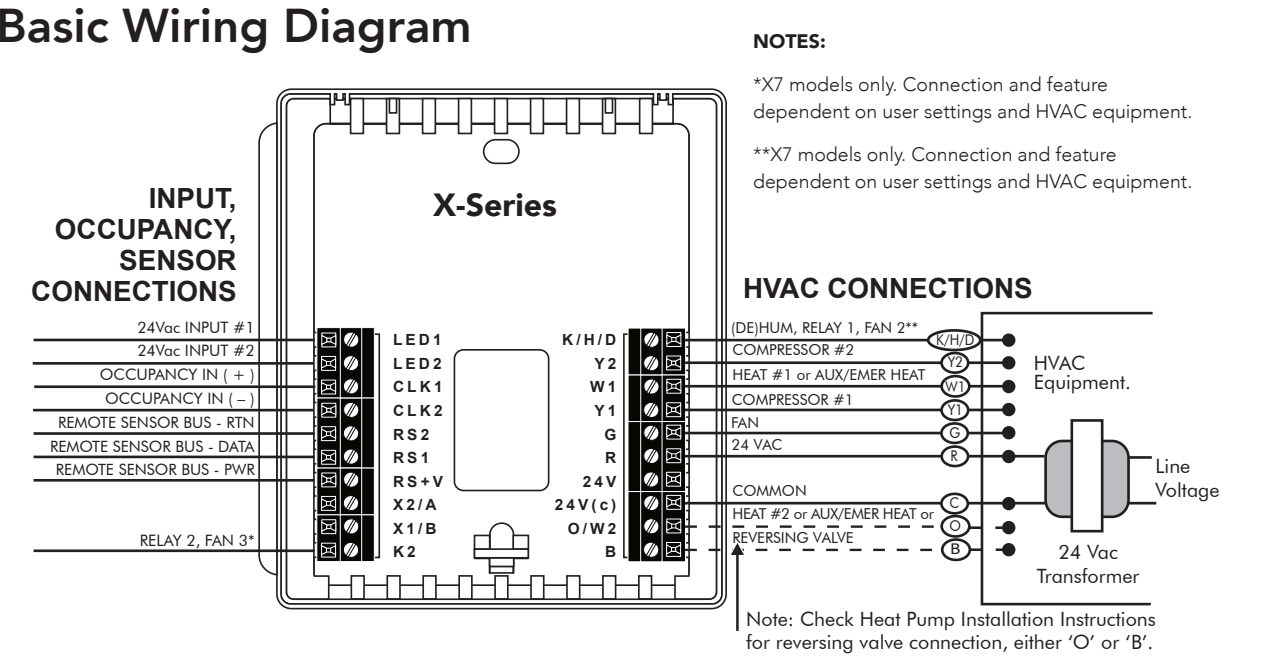 Basic Wiring Diagram
NOTES:
*X7 models only. Connection and feature
dependent on user settings and HVAC equipment.
**X7 models only. Connection and feature
dependent on user settings and HVAC equipment.
INPUT,
OCCUPANCY,
SENSOR
CONNECTIONS
24Vac INPUT #1
24Vac INPUT #2
OCCUPANCY IN ( + )
OCCUPANCY IN ( – )
REMOTE SENSOR BUS - RTN
REMOTE SENSOR BUS - DATA
REMOTE SENSOR BUS - PWR
RELAY 2, FAN 3*
X-Series
LED1
LED2
CLK1
CLK2
RS2
RS1
RS+V
X2/A
X1/B
K2
K/H/D
Y2
W1
Y1
G
R
24V
24V(c)
O/W2
B
HVAC CONNECTIONS
(DE)HUM, RELAY 1, FAN 2**
COMPRESSOR #2
HEAT #1 or AUX/EMER HEAT
COMPRESSOR #1
FAN
24 VAC
COMMON
HEAT #2 or AUX/EMER HEAT or
REVERSING VALVE
K/H/D
Y2
W1
Y1
G
R
C
O
B
HVAC
Equipment.
Line
Voltage
24 Vac
Transformer
Note: Check Heat Pump Installation Instructions
for reversing valve connection, either ‘O’ or ‘B’.